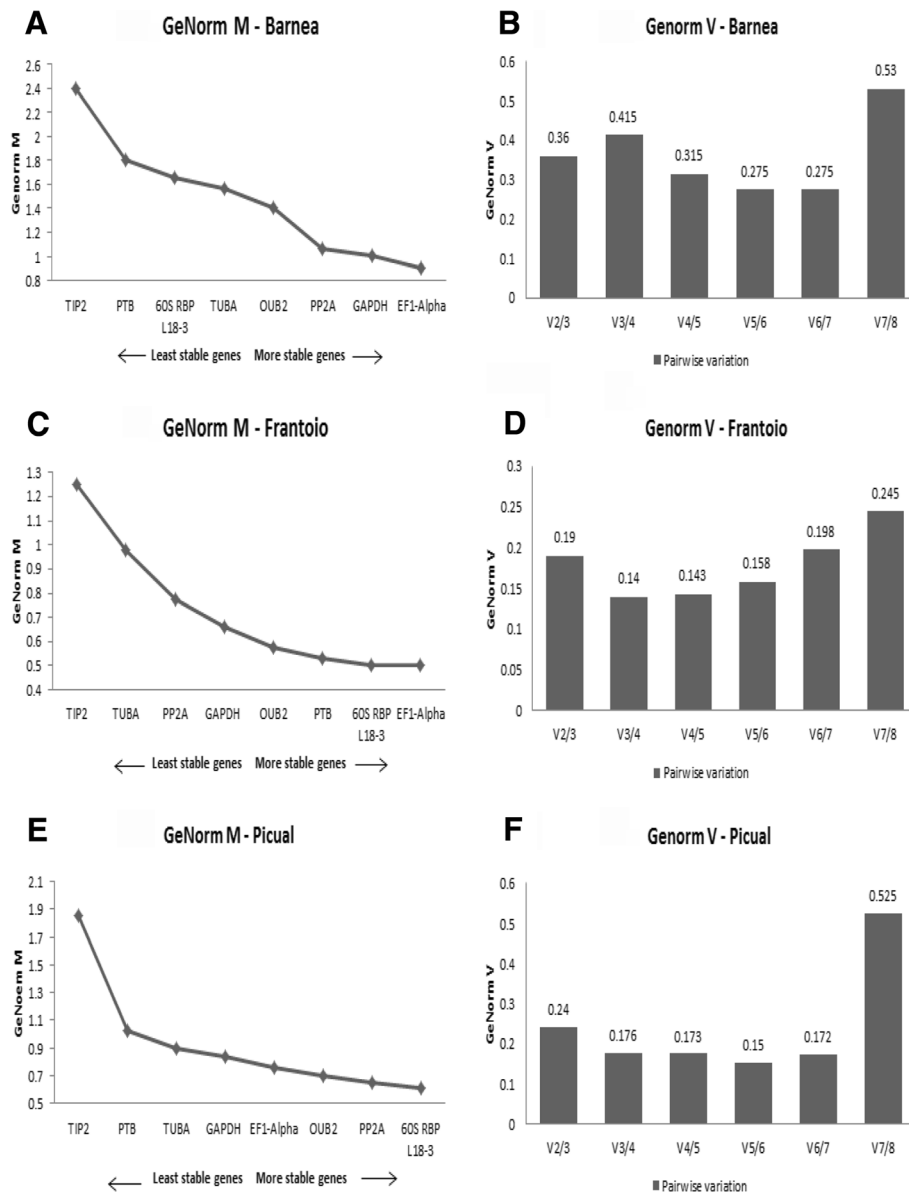 A
GeNorm M - Barnea
Genorm M
2.6
2.4
2.2
2
1.8
1.6
1.4
1.2
1
0.8
TIP2 PTB 60S RBP TUBA OUB2 PP2A GAPDH EF1-Alpha
L18-3
Least stable genes More stable genes
B
Genorm V - Barnea
GeNorm V
0.6
0.5
0.4
0.3
0.2
0.1
0
0.36 0.415 0.315 0.275 0.275 0.53
V2/3 V3/4 V4/5 V5/6 V6/7 V7/8
Pairwise variation
C
GeNorm M - Frantoio
GeNorm M
1.3
1.2
1.1
1
0.9
0.8
0.7
0.6
0.5
0.4
TIP2 TUBA PP2A GAPDH OUB2 PTB 60S RBP EF1-Alpha
L18-3
Least stable genes More stable genes
D
Genorm V - Frantoio
GeNorm V
0.3
0.25
0.2
0.15
0.1
0.05
0
0.19 0.14 0.143 0.158 0.198 0.245
V2/3 V3/4 V4/5 V5/6 V6/7 V7/8
Pairwise variation
E
GeNorm M - Picual
GeNoem M
2.1
1.9
1.7
1.5
1.3
1.1
0.9
0.7
0.5
TIP2 PTB TUBA GAPDH EF1-Alpha OUB2 PP2A 60S RBP
L18-3
Least stable genes More stable genes
F
Genorm V - Picual
GeNorm V
0.6
0.5
0.4
0.3
0.2
0.1
0
0.24 0.176 0.173 0.15 0.172 0.525
V2/3 V3/4 V4/5 V5/6 V6/7 V7/8
Pairwise variation